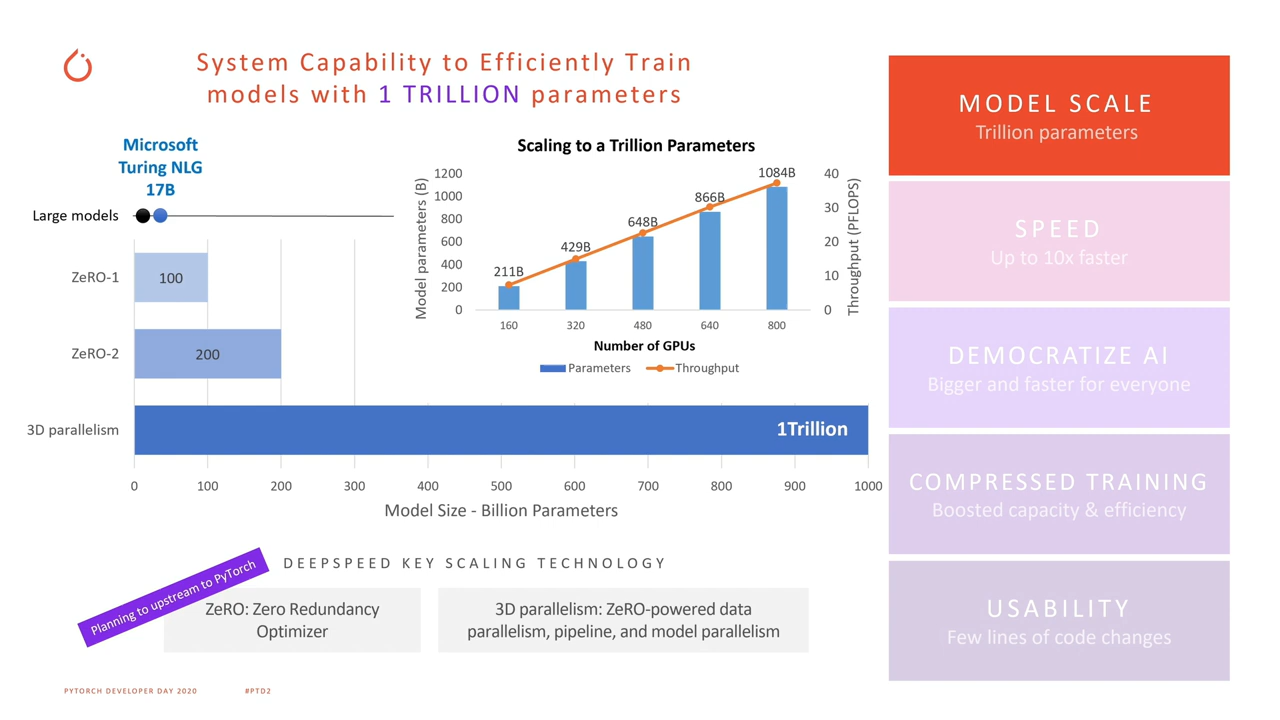 System Capability to Efficiently Train
models with 1 TRILLION parameters
Microsoft
Turing NLG
17B
Large models
ZeRO-1
100
ZeRO-2
200
3D parallelism
1Trillion
0 100 200 300 400 500 600 700 800 900 1000
Model Size - Billion Parameters
Scaling to a Trillion Parameters
Model parameters (B)
1200
1000
800
600
400
200
0
211B
429B
648B
866B
1084B
40
30
20
10
0
Throughput (PFLOPS)
160 320 480 640 800
Number of GPUs
Parameters Throughput
DEEPSPEED KEY SCALING TECHNOLOGY
Planning to upstream to PyTorch
ZeRO: Zero Redundancy
Optimizer
3D parallelism: ZeRO-powered data
parallelism, pipeline, and model parallelism
MODEL SCALE
Trillion parameters
SPEED
Up to 10x faster
DEMOCRATIZE AI
Bigger and faster for everyone
COMPRESSED TRAINING
Boosted capacity & efficiency
USABILITY
Few lines of code changes
PYTORCH DEVELOPER DAY 2020 #PTD2